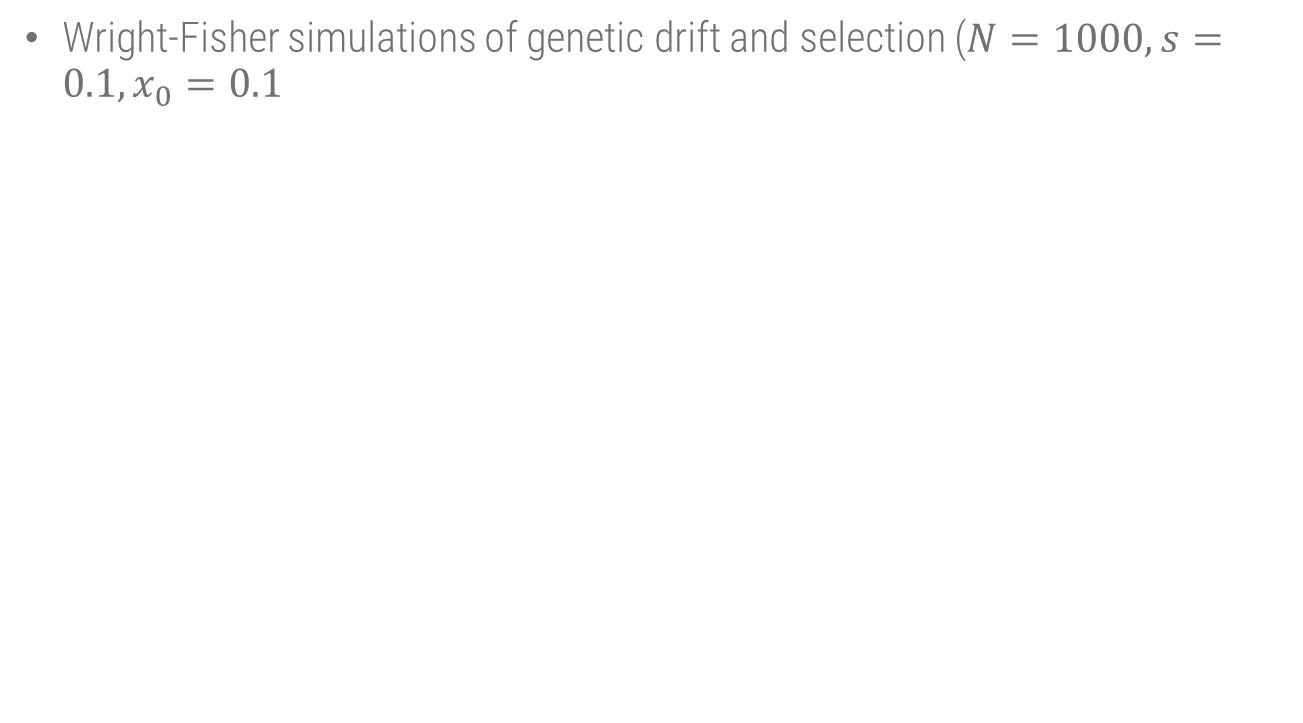 • Wright-Fisher simulations of genetic drift and selection (N = 1000, s =
0.1, x₀ = 0.1